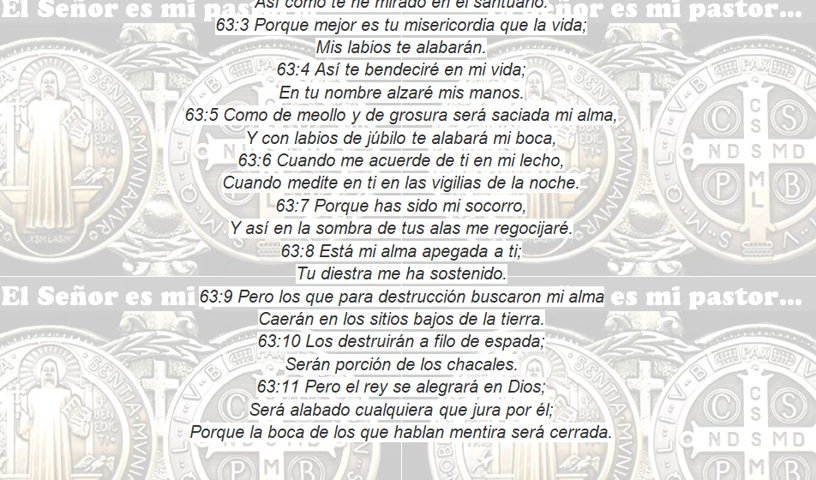 El Señor es mi pastor...
Así como te he mirado en el santuario.
63:3 Porque mejor es tu misericordia que la vida;
Mis labios te alabarán.
63:4 Así te bendeciré en mi vida;
En tu nombre alzaré mis manos.
63:5 Como de meollo y de grosura será saciada mi alma,
Y con labios de júbilo te alabará mi boca,
63:6 Cuando me acuerde de ti en mi lecho,
Cuando medite en ti en las vigilias de la noche.
63:7 Porque has sido mi socorro,
Y así en la sombra de tus alas me regocijaré.
63:8 Está mi alma apegada a ti;
Tu diestra me ha sostenido.
El Señor es mi
es mi pastor...
63:9 Pero los que para destrucción buscaron mi alma
Caerán en los sitios bajos de la tierra.
63:10 Los destruirán a filo de espada;
Serán porción de los chacales.
63:11 Pero el rey se alegrará en Dios;
Será alabado cualquiera que jura por él;
Porque la boca de los que hablan mentira será cerrada.